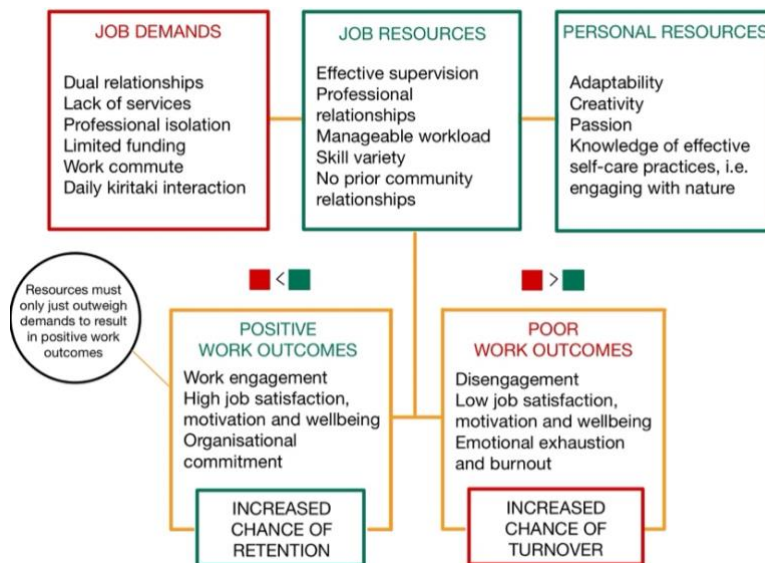 JOB DEMANDS
Dual relationships
Lack of services
Professional isolation
Limited funding
Work commute
Daily kiritaki interaction
JOB RESOURCES
Effective supervision
Professional
relationships
Manageable workload
Skill variety
No prior community
relationships
PERSONAL RESOURCES
Adaptability
Creativity
Passion
Knowledge of effective
self-care practices, i.e.
engaging with nature
Resources must
only just outweigh
demands to result
in positive work
outcomes
<
POSITIVE
WORK OUTCOMES
Work engagement
High job satisfaction,
motivation and wellbeing
Organisational
commitment
INCREASED
CHANCE OF
RETENTION
>
POOR
WORK OUTCOMES
Disengagement
Low job satisfaction,
motivation and wellbeing
Emotional exhaustion
and burnout
INCREASED
CHANCE OF
TURNOVER